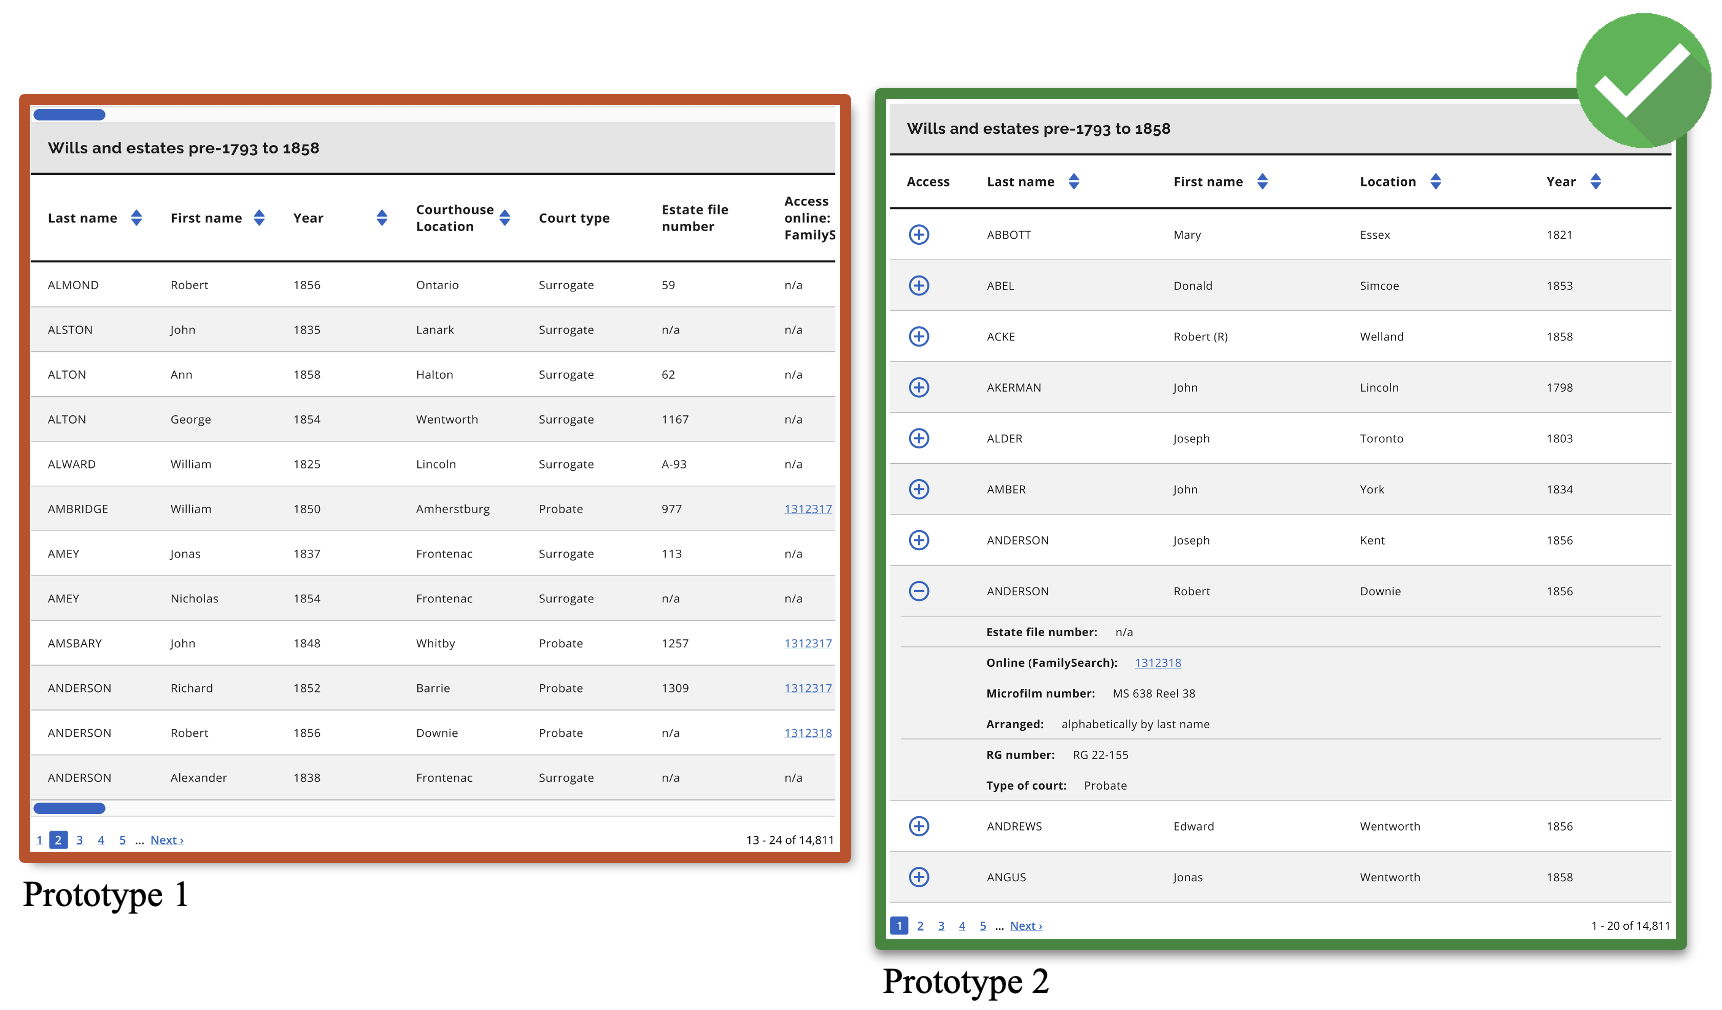 Wills and estates pre-1793 to 1858
Last name First name Year Courthouse Location Court type Estate file number Access online: FamilyS
ALMOND Robert 1856 Ontario Surrogate 59 n/a
ALSTON John 1835 Lanark Surrogate n/a n/a
ALTON Ann 1858 Halton Surrogate 62 n/a
ALTON George 1854 Wentworth Surrogate 1167 n/a
ALWARD William 1825 Lincoln Surrogate A-93 n/a
AMBRIDGE William 1850 Amherstburg Probate 977 1312317
AMEY Jonas 1837 Frontenac Surrogate 113 n/a
AMEY Nicholas 1854 Frontenac Surrogate n/a n/a
AMSBARY John 1848 Whitby Probate 1257 1312317
ANDERSON Richard 1852 Barrie Probate 1309 1312317
ANDERSON Robert 1856 Downie Probate n/a 1312318
ANDERSON Alexander 1838 Frontenac Surrogate n/a n/a
1 2 3 4 5 ... Next › 13 - 24 of 14,811
Prototype 1
Wills and estates pre-1793 to 1858
Access Last name First name Location Year
ABBOTT Mary Essex 1821
ABEL Donald Simcoe 1853
ACKE Robert (R) Welland 1858
AKERMAN John Lincoln 1798
ALDER Joseph Toronto 1803
AMBER John York 1834
ANDERSON Joseph Kent 1856
ANDERSON Robert Downie 1856
Estate file number: n/a
Online (FamilySearch): 1312318
Microfilm number: MS 638 Reel 38
Arranged: alphabetically by last name
RG number: RG 22-155
Type of court: Probate
ANDREWS Edward Wentworth 1856
ANGUS Jonas Wentworth 1858
1 2 3 4 5 ... Next › 1 - 20 of 14,811
Prototype 2